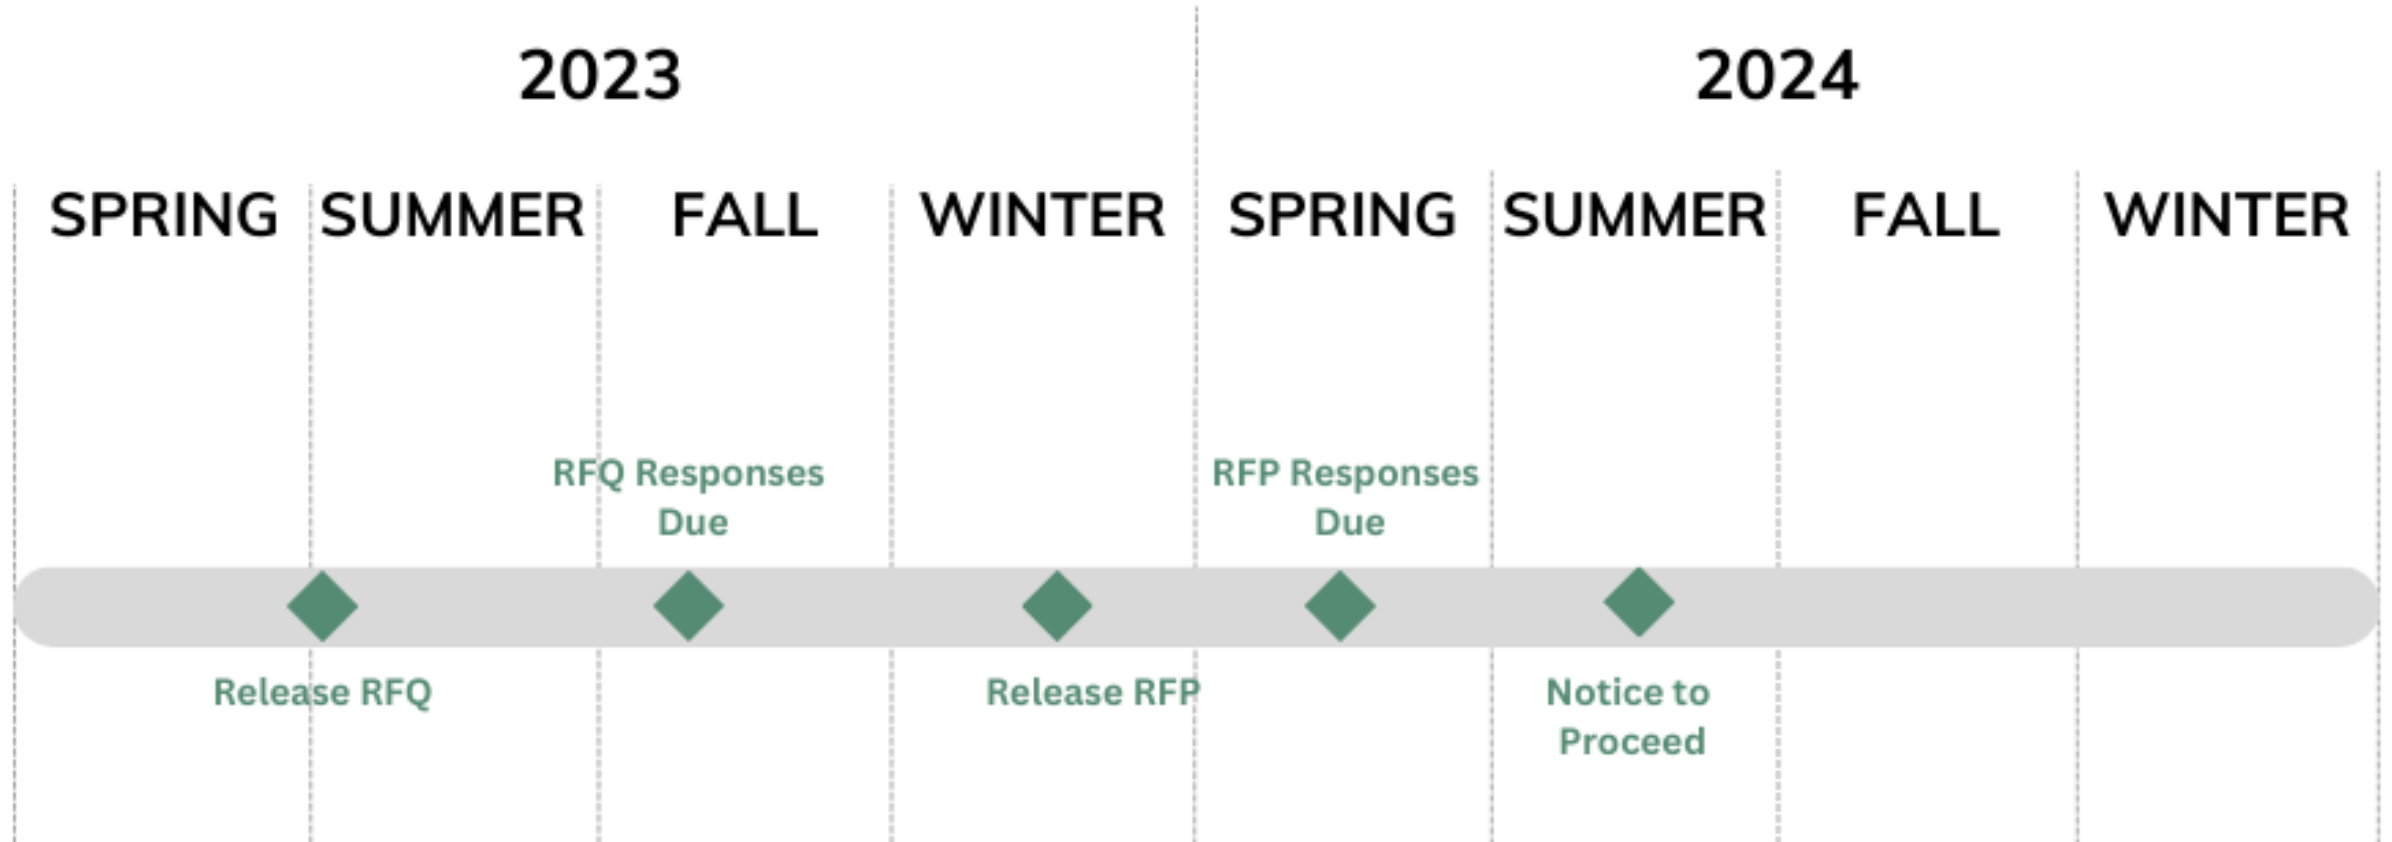 2023
2024
SPRING SUMMER FALL WINTER SPRING SUMMER FALL WINTER
RFQ Responses
Due
RFP Responses
Due
Release RFQ
Release RFP
Notice to
Proceed